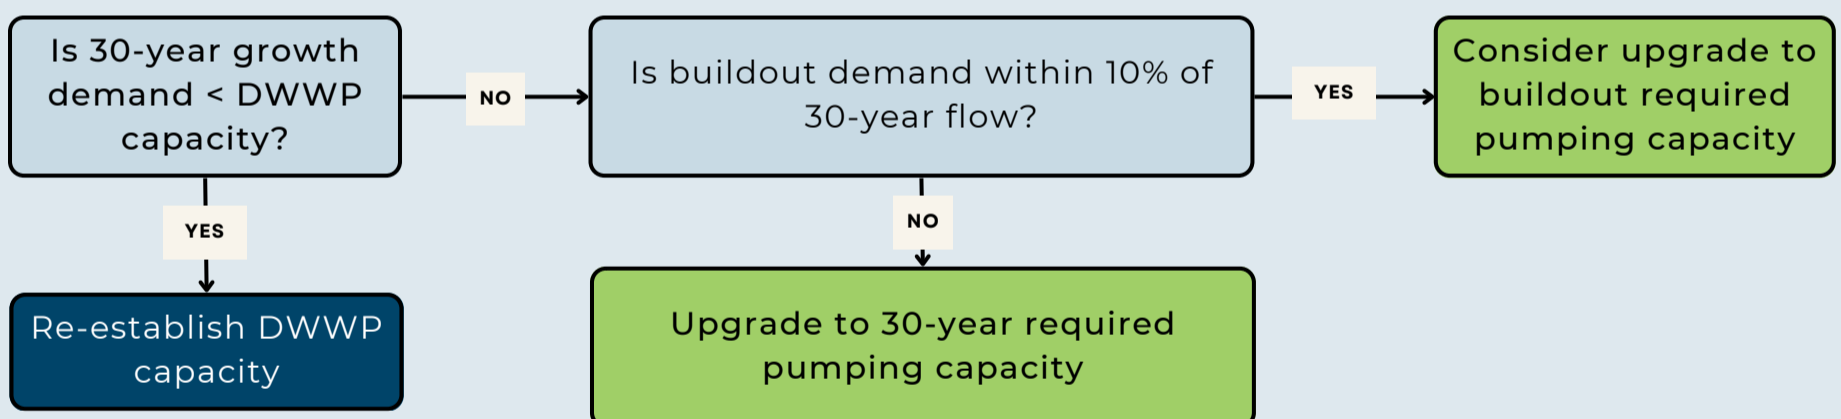 Is 30-year growth
demand < DWWP
capacity?
NO
Is buildout demand within 10% of
30-year flow?
YES
Consider upgrade to
buildout required
pumping capacity
YES
NO
Re-establish DWWP
capacity
Upgrade to 30-year required
pumping capacity